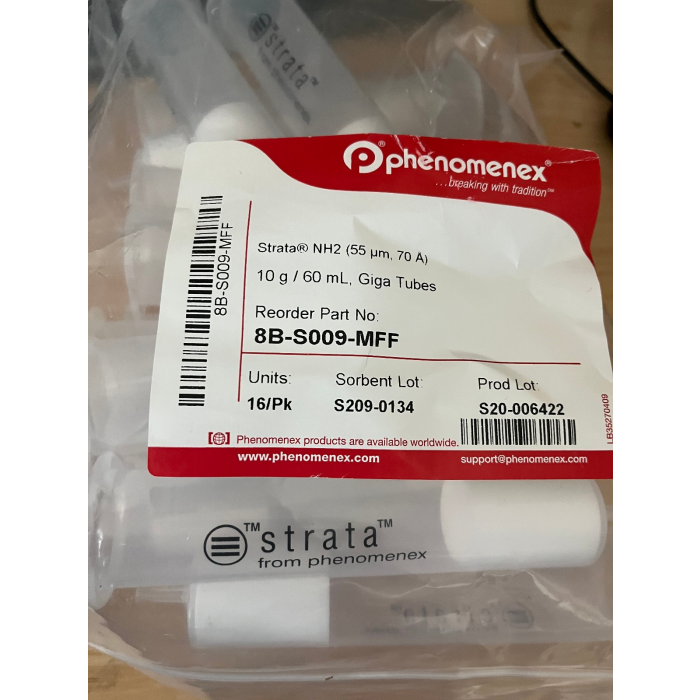 strata™
phenomenex®
...breaking with tradition℠
Strata® NH2 (55 µm, 70 Å)
10 g / 60 mL, Giga Tubes
Reorder Part No:
8B-S009-MFF
8B-S009-MFF
Units: Sorbent Lot: Prod Lot:
16/Pk S209-0134 S20-006422
LB35270409
Phenomenex products are available worldwide.
www.phenomenex.com support@phenomenex.com
™strata™
from phenomenex
strata